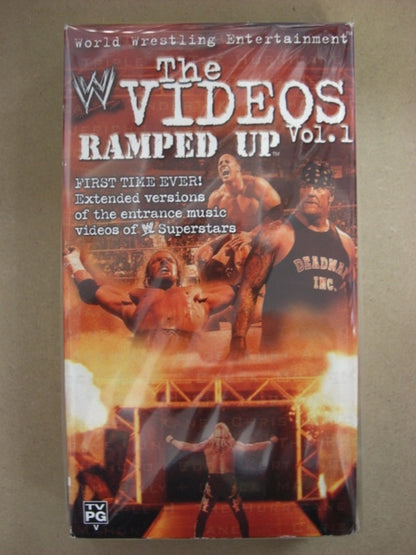 World Wrestling Entertainment
W
The
VIDEOS
Vol.1
RAMPED UP™
FIRST TIME EVER!
Extended versions
of the entrance music
videos of W Superstars
DEADMAN
INC.
TV
PG
V